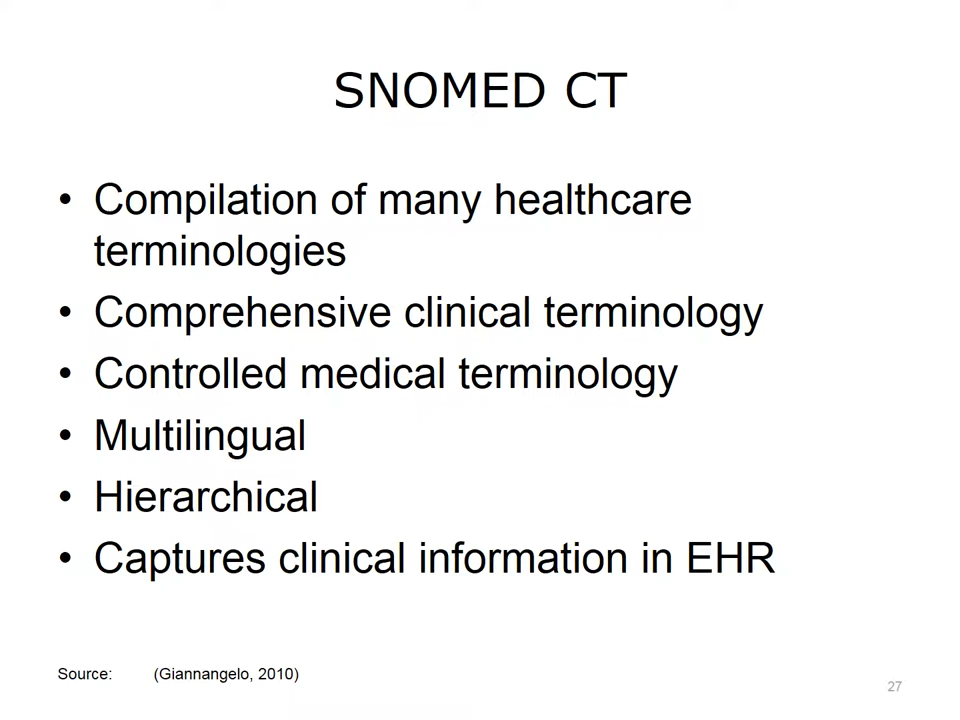 SNOMED CT
• Compilation of many healthcare
terminologies
• Comprehensive clinical terminology
• Controlled medical terminology
• Multilingual
• Hierarchical
• Captures clinical information in EHR
Source: (Giannangelo, 2010)
27